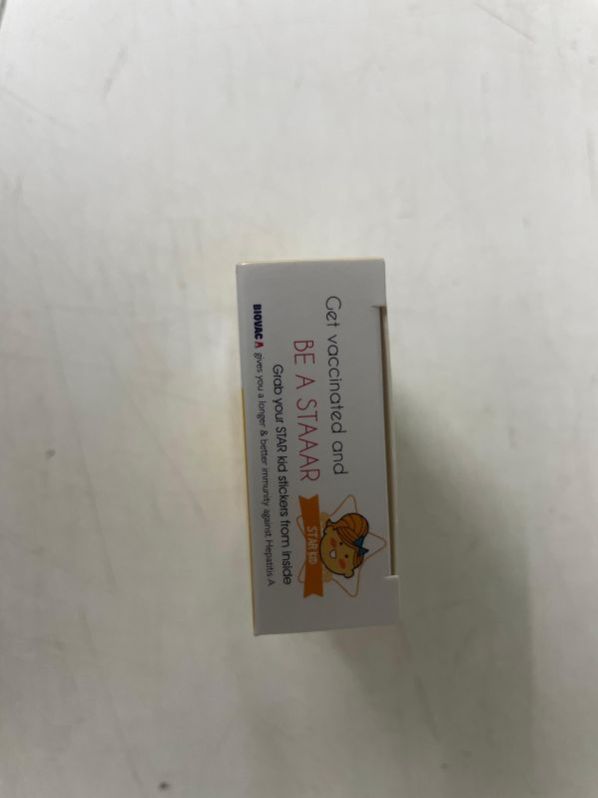 Get vaccinated and
BE A STAAAR
STAR KID
Grab your STAR kid stickers from inside
BIOVAC A gives you a longer & better immunity against Hepatitis A